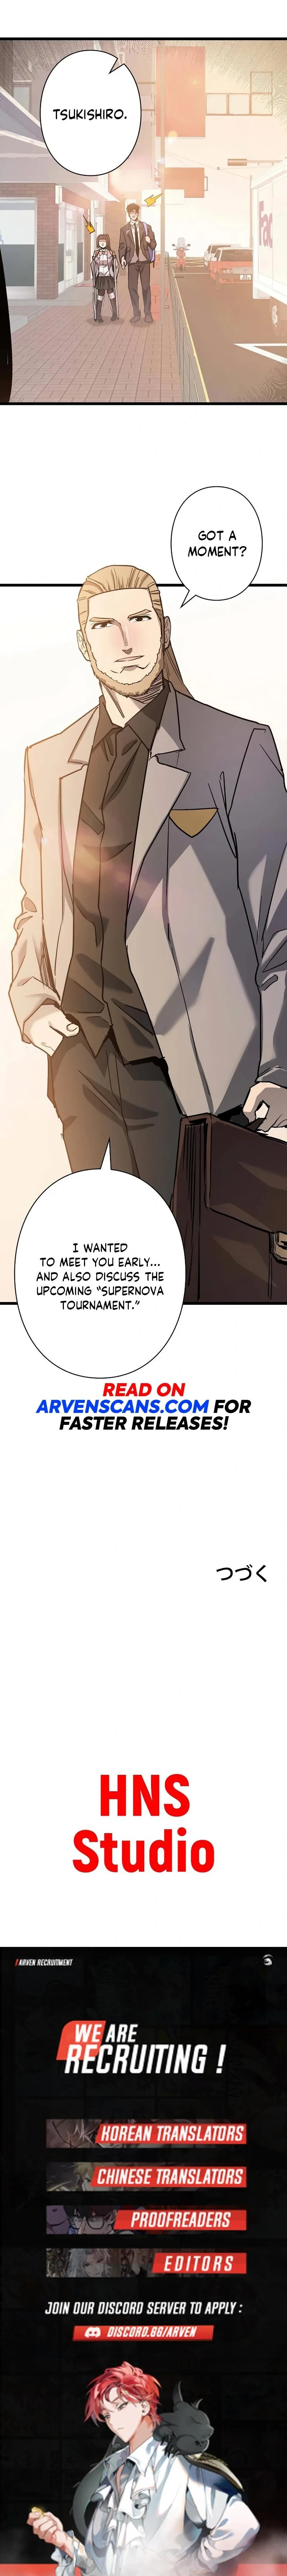 TSUKISHIRO.
GOT A
MOMENT?
I WANTED
TO MEET YOU EARLY...
AND ALSO DISCUSS THE
UPCOMING "SUPERNOVA
TOURNAMENT."
READ ON
ARVENSCANS.COM FOR
FASTER RELEASES!
つづく
HNS
Studio
ARVEN RECRUITMENT
WE ARE
RECRUITING !
KOREAN TRANSLATORS
CHINESE TRANSLATORS
PROOFREADERS
EDITORS
JOIN OUR DISCORD SERVER TO APPLY :
DISCORD.GG/ARVEN